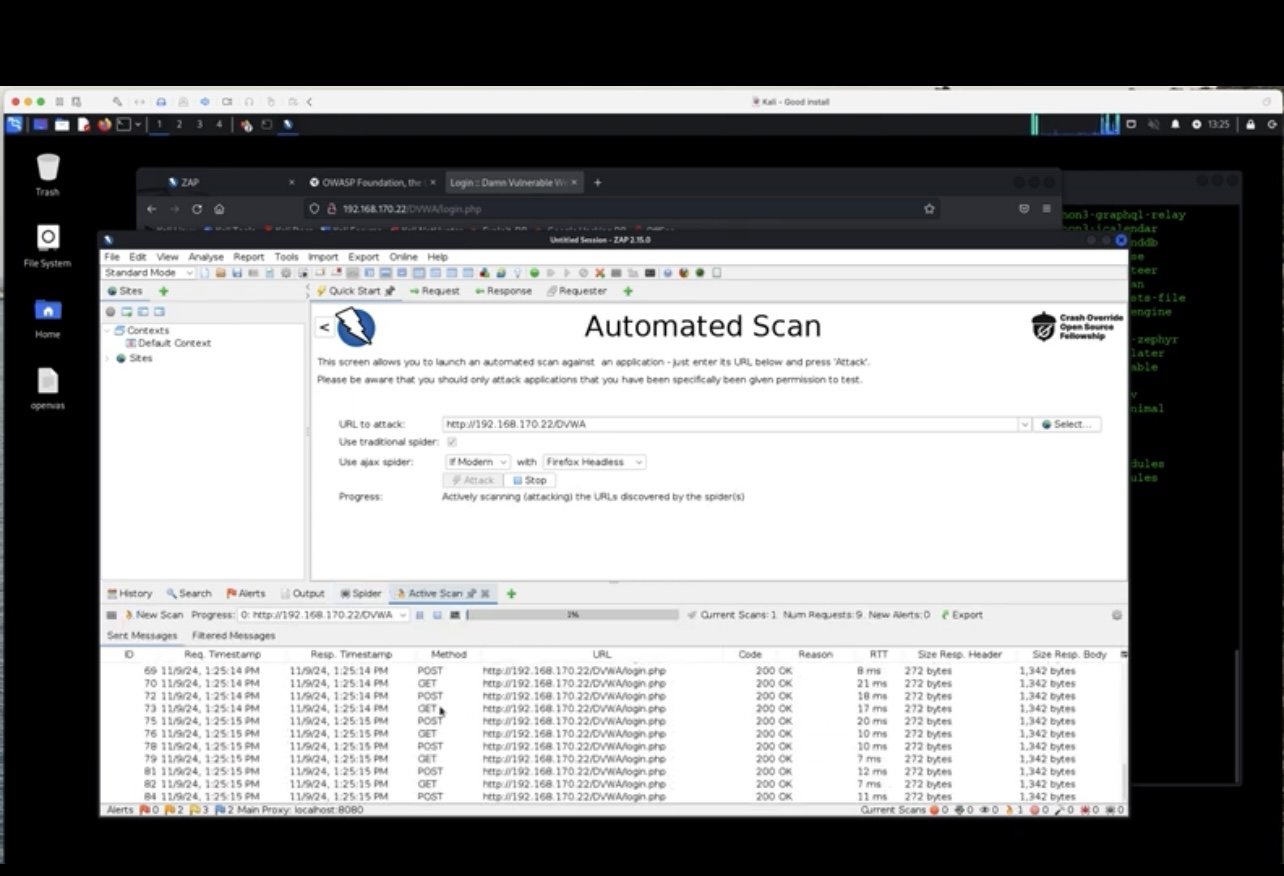 Kali - Good install
1 2 3 4 13:25
Trash
File System
Home
openvas
ZAP
OWASP Foundation, the
Login :: Damn Vulnerable W
192.168.170.22/DVWA/login.php
hon3-graphql-relay
nddb
se
teer
an
sts-file
engine
-zephyr
later
able
v
nimal
dules
ules
Untitled Session - ZAP 2.15.0
File Edit View Analyse Report Tools Import Export Online Help
Standard Mode
Sites
Quick Start Request Response Requester
Contexts
Default Context
Sites
<
Automated Scan
Crash Override
Open Source
Fellowship
This screen allows you to launch an automated scan against an application - just enter its URL below and press 'Attack'.
Please be aware that you should only attack applications that you have been specifically been given permission to test.
URL to attack: http://192.168.170.22/DVWA Select...
Use traditional spider:
Use ajax spider: If Modern with Firefox Headless
Attack Stop
Progress: Actively scanning (attacking) the URLs discovered by the spider(s)
History Search Alerts Output Spider Active Scan
New Scan Progress: 0: http://192.168.170.22/DVWA 1% Current Scans: 1 Num Requests: 9 New Alerts: 0 Export
Sent Messages Filtered Messages
ID Req. Timestamp Resp. Timestamp Method URL Code Reason RTT Size Resp. Header Size Resp. Body
69 11/9/24, 1:25:14 PM 11/9/24, 1:25:14 PM POST http://192.168.170.22/DVWA/login.php 200 OK 8 ms 272 bytes 1,342 bytes
70 11/9/24, 1:25:14 PM 11/9/24, 1:25:14 PM GET http://192.168.170.22/DVWA/login.php 200 OK 21 ms 272 bytes 1,342 bytes
72 11/9/24, 1:25:14 PM 11/9/24, 1:25:14 PM POST http://192.168.170.22/DVWA/login.php 200 OK 18 ms 272 bytes 1,342 bytes
73 11/9/24, 1:25:14 PM 11/9/24, 1:25:14 PM GET http://192.168.170.22/DVWA/login.php 200 OK 17 ms 272 bytes 1,342 bytes
75 11/9/24, 1:25:15 PM 11/9/24, 1:25:15 PM POST http://192.168.170.22/DVWA/login.php 200 OK 20 ms 272 bytes 1,342 bytes
76 11/9/24, 1:25:15 PM 11/9/24, 1:25:15 PM GET http://192.168.170.22/DVWA/login.php 200 OK 10 ms 272 bytes 1,342 bytes
78 11/9/24, 1:25:15 PM 11/9/24, 1:25:15 PM POST http://192.168.170.22/DVWA/login.php 200 OK 10 ms 272 bytes 1,342 bytes
79 11/9/24, 1:25:15 PM 11/9/24, 1:25:15 PM GET http://192.168.170.22/DVWA/login.php 200 OK 7 ms 272 bytes 1,342 bytes
81 11/9/24, 1:25:15 PM 11/9/24, 1:25:15 PM POST http://192.168.170.22/DVWA/login.php 200 OK 12 ms 272 bytes 1,342 bytes
82 11/9/24, 1:25:15 PM 11/9/24, 1:25:15 PM GET http://192.168.170.22/DVWA/login.php 200 OK 7 ms 272 bytes 1,342 bytes
84 11/9/24, 1:25:15 PM 11/9/24, 1:25:15 PM POST http://192.168.170.22/DVWA/login.php 200 OK 11 ms 272 bytes 1,342 bytes
Alerts 0 2 3 2 Main Proxy: localhost:8080 Current Scans 0 0 0 1 0 0 0 0